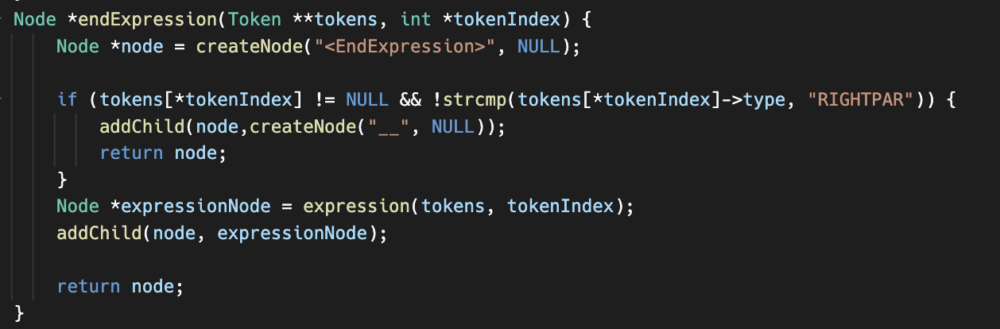 Node *endExpression(Token **tokens, int *tokenIndex) {
Node *node = createNode("<EndExpression>", NULL);
if (tokens[*tokenIndex] != NULL && !strcmp(tokens[*tokenIndex]->type, "RIGHTPAR")) {
addChild(node,createNode("__", NULL));
return node;
}
Node *expressionNode = expression(tokens, tokenIndex);
addChild(node, expressionNode);
return node;
}